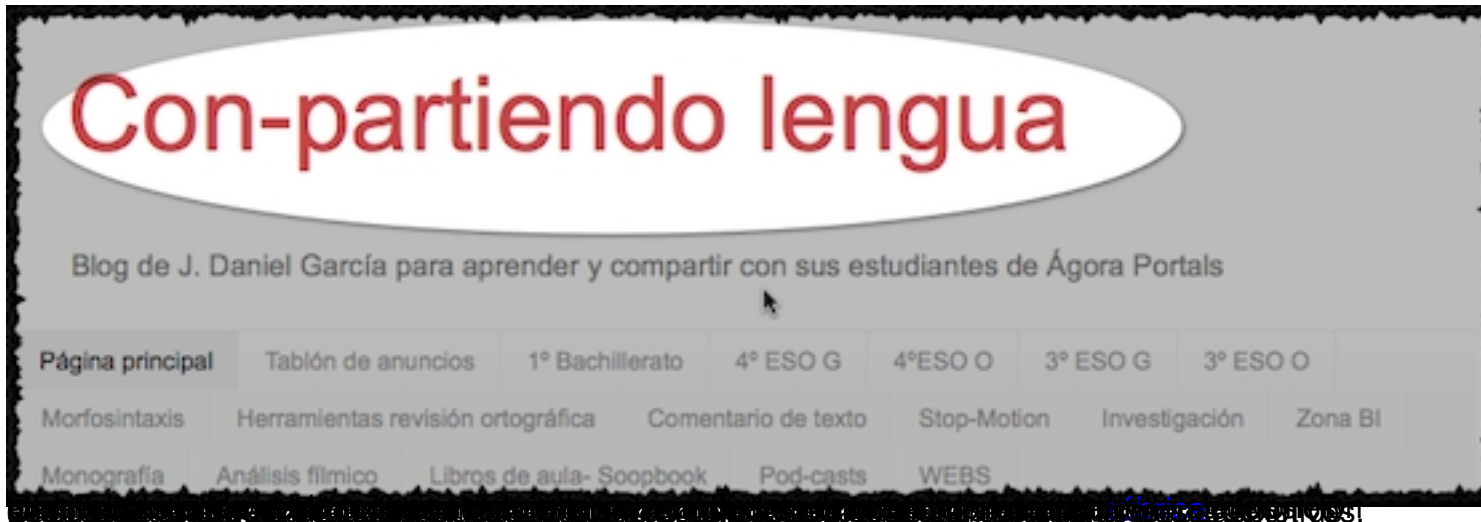 Con-partiendo lengua
Blog de J. Daniel García para aprender y compartir con sus estudiantes de Ágora Portals
Página principal Tablón de anuncios 1º Bachillerato 4º ESO G 4ºESO O 3º ESO G 3º ESO O
Morfosintaxis Herramientas revisión ortográfica Comentario de texto Stop-Motion Investigación Zona BI
Monografía Análisis fílmico Libros de aula- Soopbook Pod-casts WEBS